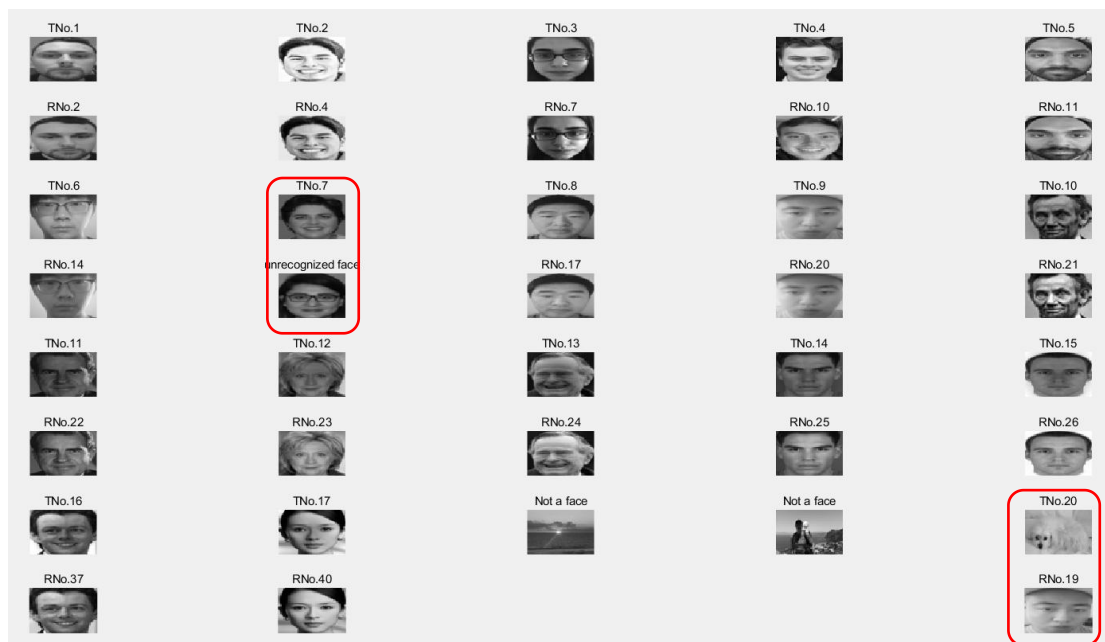 TNo.1 TNo.2 TNo.3 TNo.4 TNo.5
RNo.2 RNo.4 RNo.7 RNo.10 RNo.11
TNo.6 TNo.7 TNo.8 TNo.9 TNo.10
RNo.14 unrecognized face RNo.17 RNo.20 RNo.21
TNo.11 TNo.12 TNo.13 TNo.14 TNo.15
RNo.22 RNo.23 RNo.24 RNo.25 RNo.26
TNo.16 TNo.17 Not a face Not a face TNo.20
RNo.37 RNo.40 RNo.19